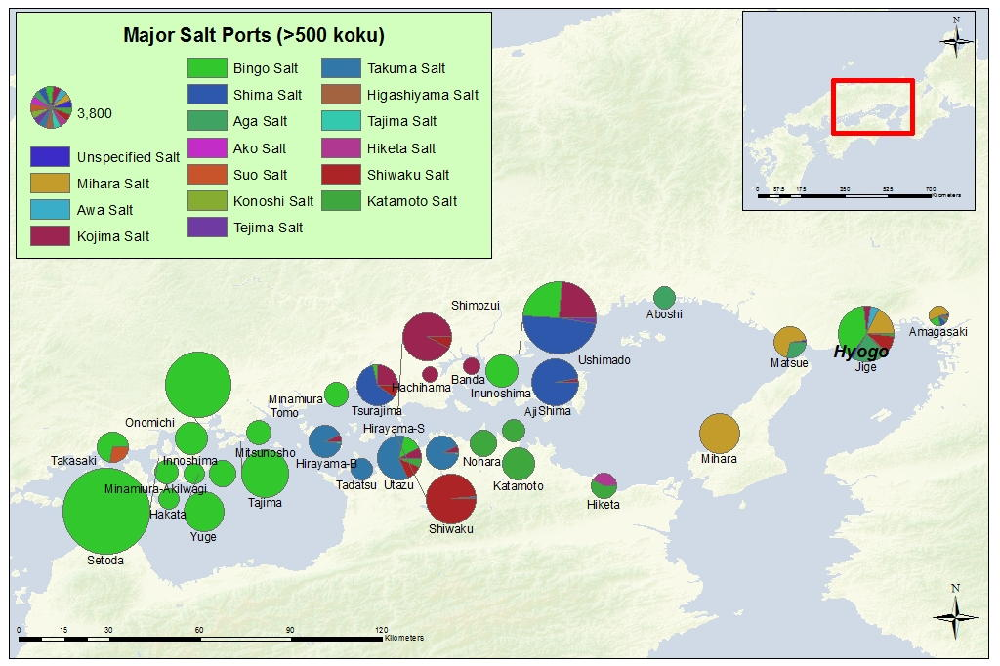 Major Salt Ports (>500 koku)
3,800
Unspecified Salt
Mihara Salt
Awa Salt
Kojima Salt
Bingo Salt
Shima Salt
Aga Salt
Ako Salt
Suo Salt
Konoshi Salt
Tejima Salt
Takuma Salt
Higashiyama Salt
Tajima Salt
Hiketa Salt
Shiwaku Salt
Katamoto Salt
N
Kilometers
Shimozui
Aboshi
Ushimado
Amagasaki
Matsue
Hyogo
Jige
Hachihama
Banda
Inunoshima
Minamiura
Tomo
Tsurajima
AjiShima
Onomichi
Hirayama-S
Mitsunosho
Takasaki
Innoshima
Hirayama-B
Nohara
Mihara
Tadatsu
Utazu
Katamoto
Minamiura-Akilwagi
Hakata
Tajima
Hiketa
Yuge
Shiwaku
Setoda
N
0 15 30 60 90 120
Kilometers